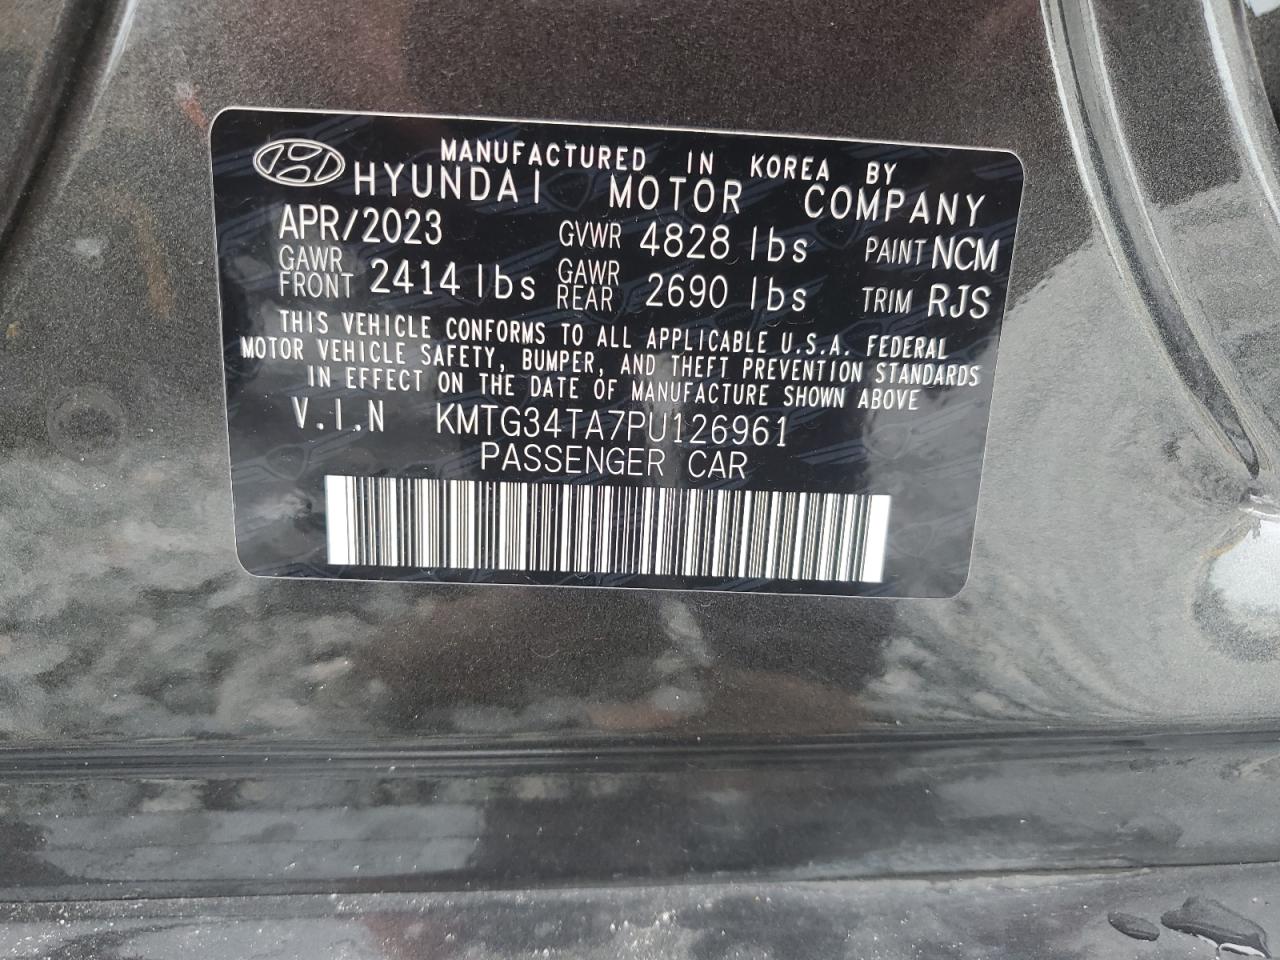 MANUFACTURED IN KOREA BY
HYUNDAI MOTOR COMPANY
APR/2023 GVWR 4828 lbs PAINT NCM
GAWR FRONT 2414 lbs GAWR REAR 2690 lbs TRIM RJS
THIS VEHICLE CONFORMS TO ALL APPLICABLE U.S.A. FEDERAL
MOTOR VEHICLE SAFETY, BUMPER, AND THEFT PREVENTION STANDARDS
IN EFFECT ON THE DATE OF MANUFACTURE SHOWN ABOVE
V.I.N KMTG34TA7PU126961
PASSENGER CAR